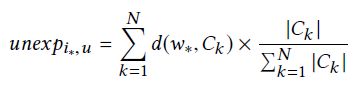 unexp_{i_*,u} = \sum_{k=1}^{N} d(w_*, C_k) \times \frac{|C_k|}{\sum_{k=1}^{N} |C_k|}